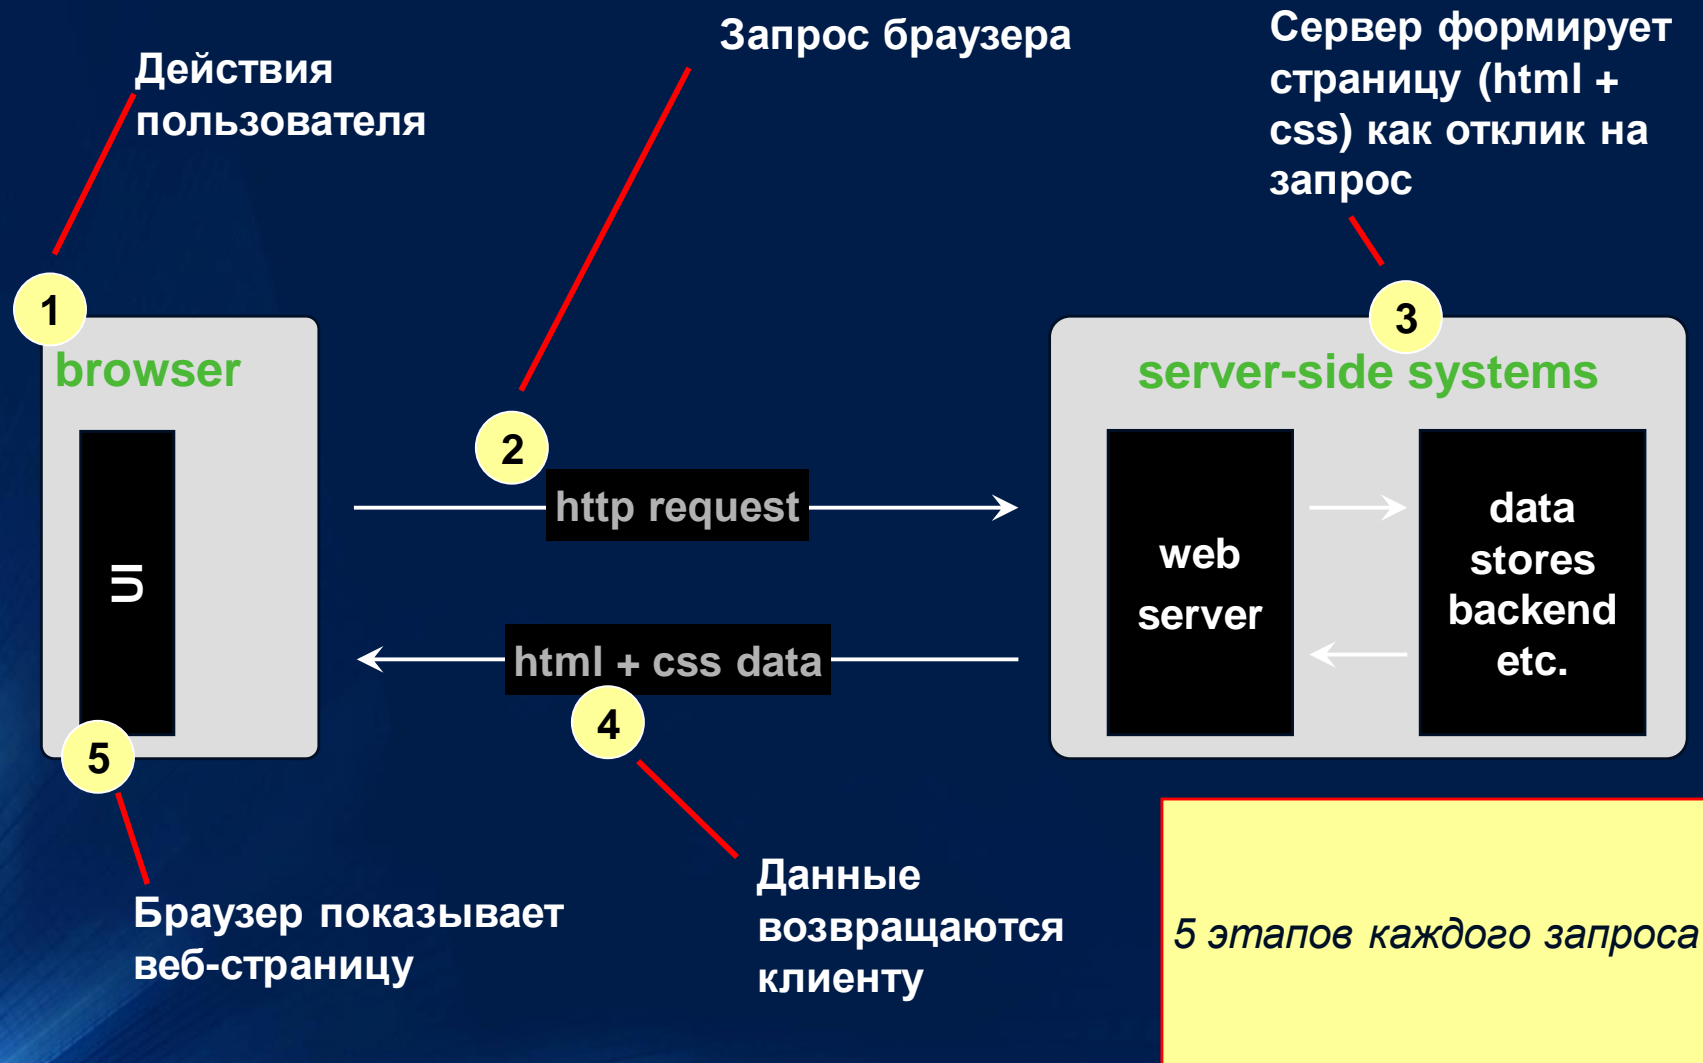 Действия
пользователя
Запрос браузера
Сервер формирует
страницу (html +
css) как отклик на
запрос
1
browser
UI
2
http request
3
server-side systems
web
server
data
stores
backend
etc.
html + css data
4
5
Браузер показывает
веб-страницу
Данные
возвращаются
клиенту
5 этапов каждого запроса